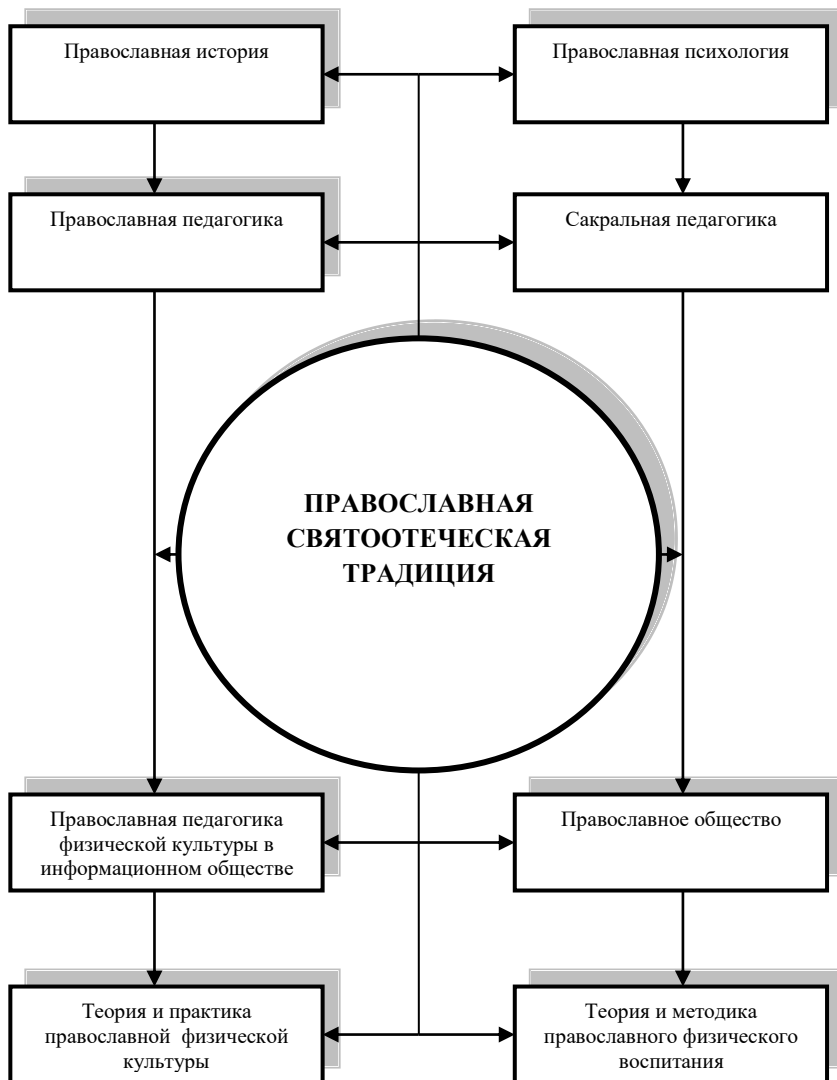 Православная история
Православная психология
Православная педагогика
Сакральная педагогика
ПРАВОСЛАВНАЯ
СВЯТООТЕЧЕСКАЯ
ТРАДИЦИЯ
Православная педагогика
физической культуры в
информационном обществе
Православное общество
Теория и практика
православной физической
культуры
Теория и методика
православного физического
воспитания